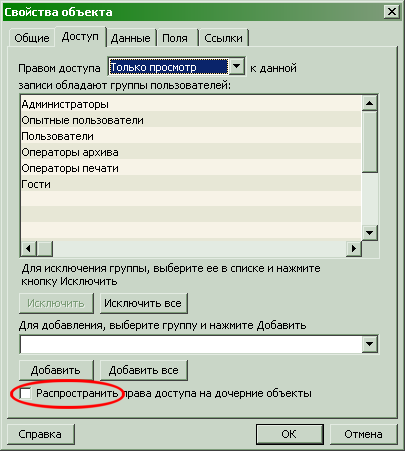 Свойства объекта
Общие Доступ Данные Поля Ссылки
Правом доступа Только просмотр к данной
записи обладают группы пользователей:
Администраторы
Опытные пользователи
Пользователи
Операторы архива
Операторы печати
Гости
Для исключения группы, выберите ее в списке и нажмите
кнопку Исключить
Исключить Исключить все
Для добавления, выберите группу и нажмите Добавить
Добавить Добавить все
Распространить права доступа на дочерние объекты
Справка ОК Отмена